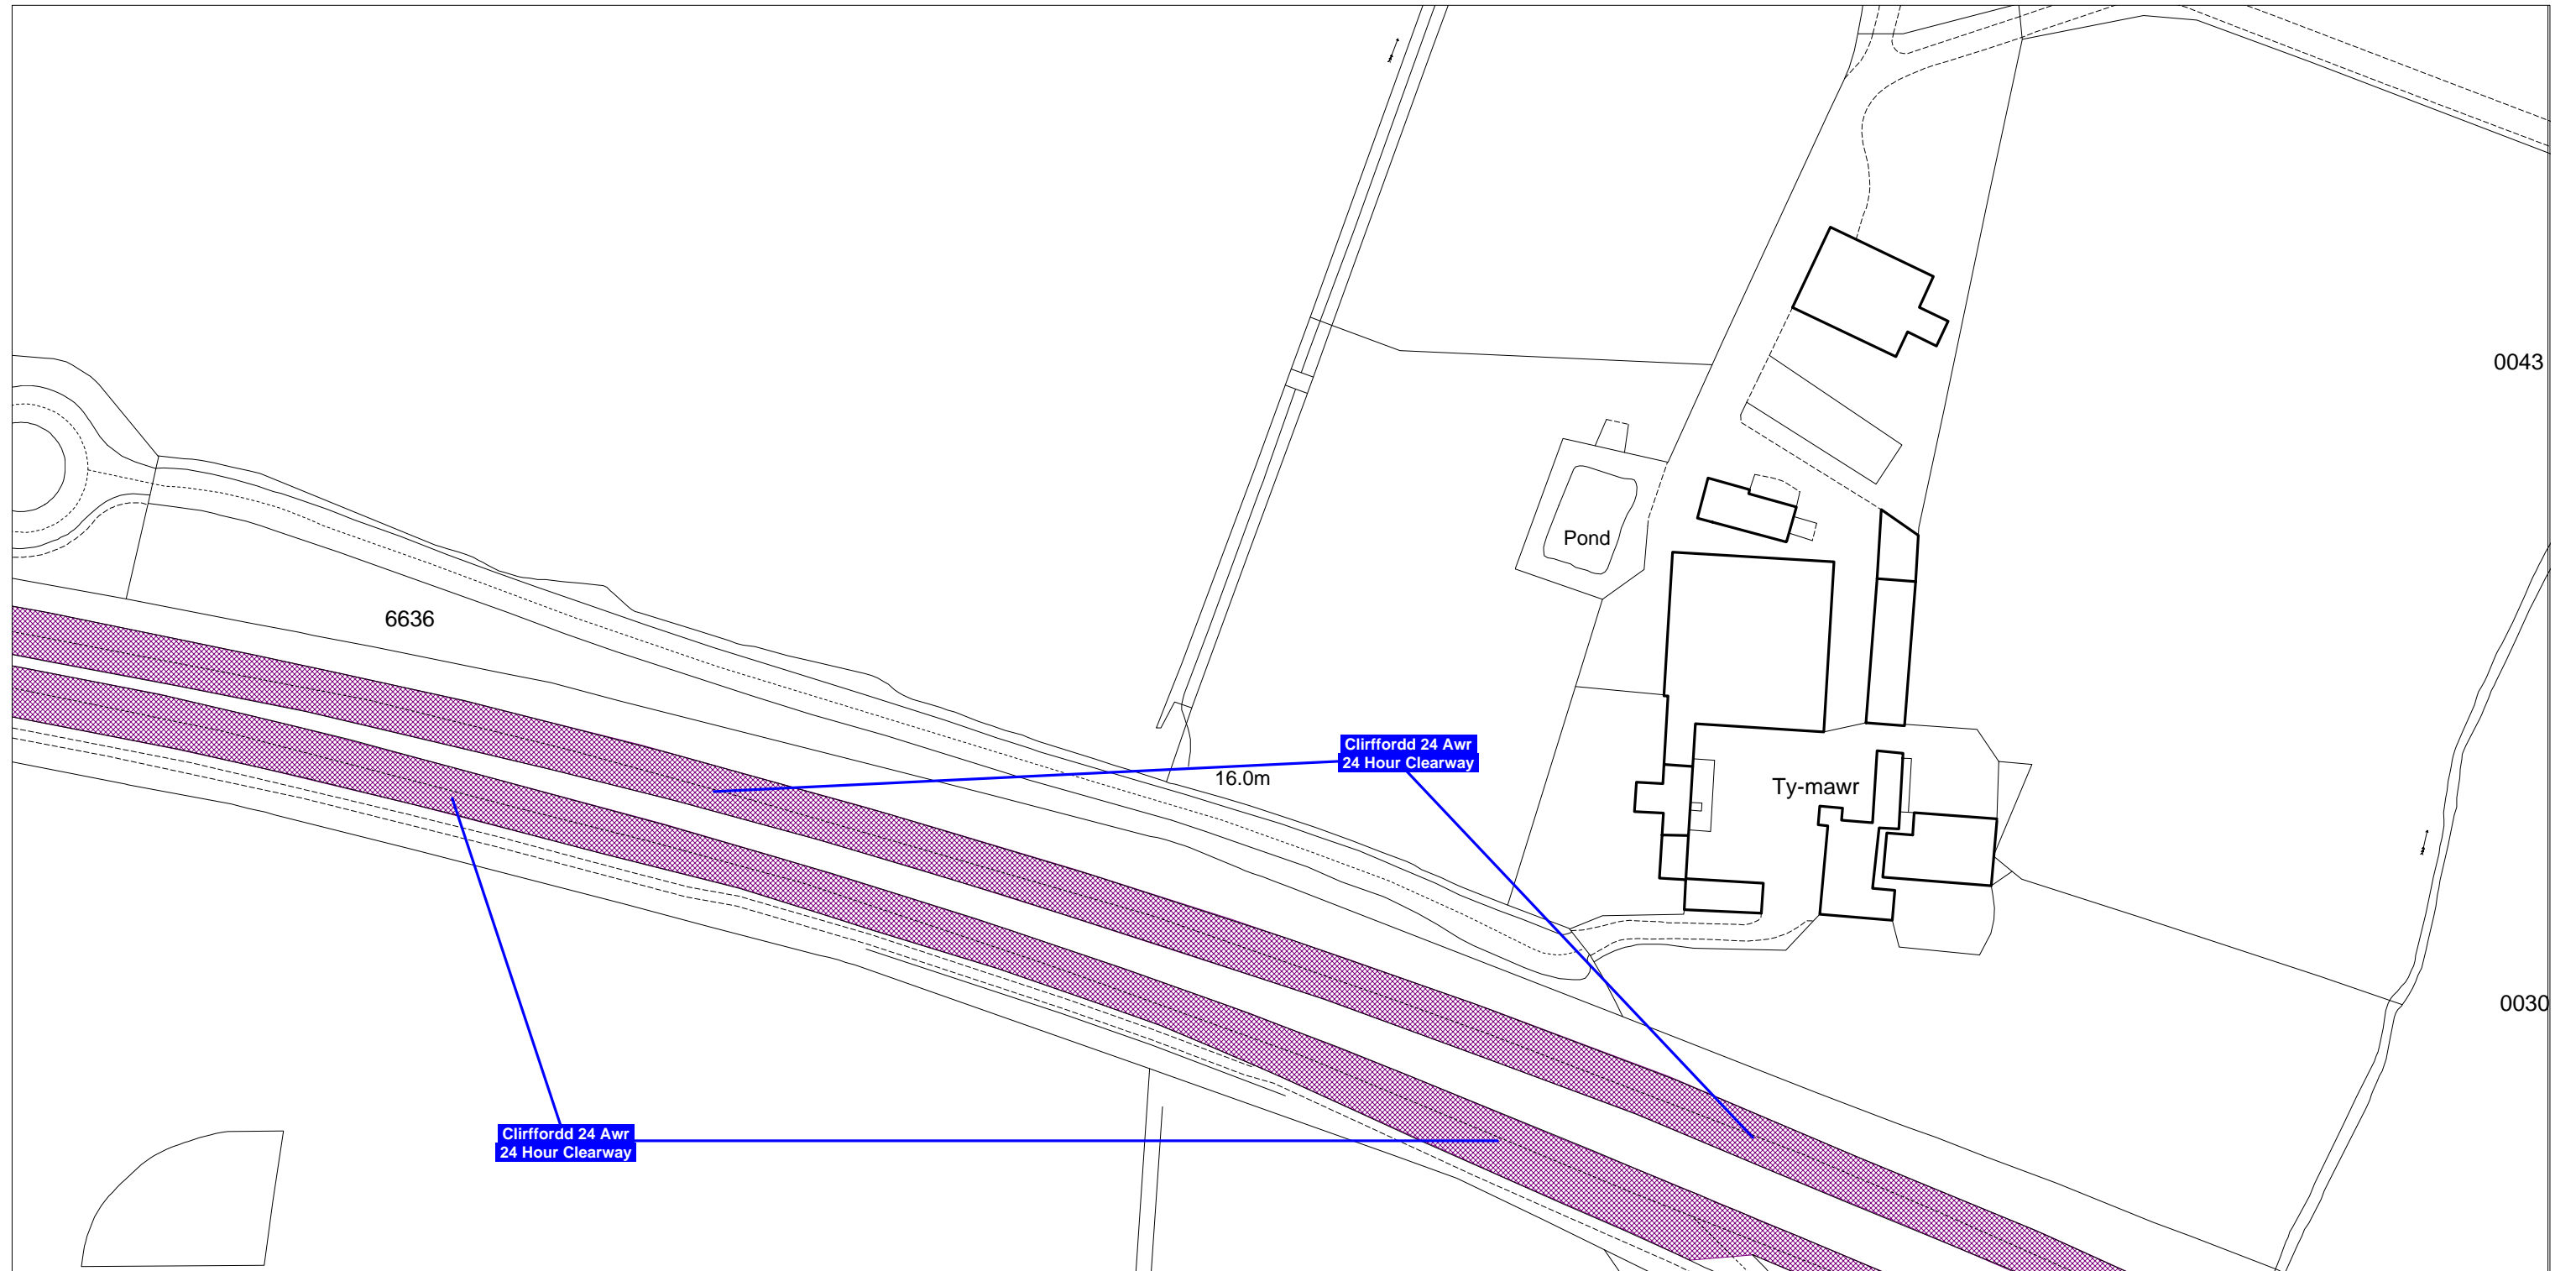 0043
Pond
6636
Clirffordd 24 Awr
24 Hour Clearway
16.0m
Ty-mawr
0030
Clirffordd 24 Awr
24 Hour Clearway